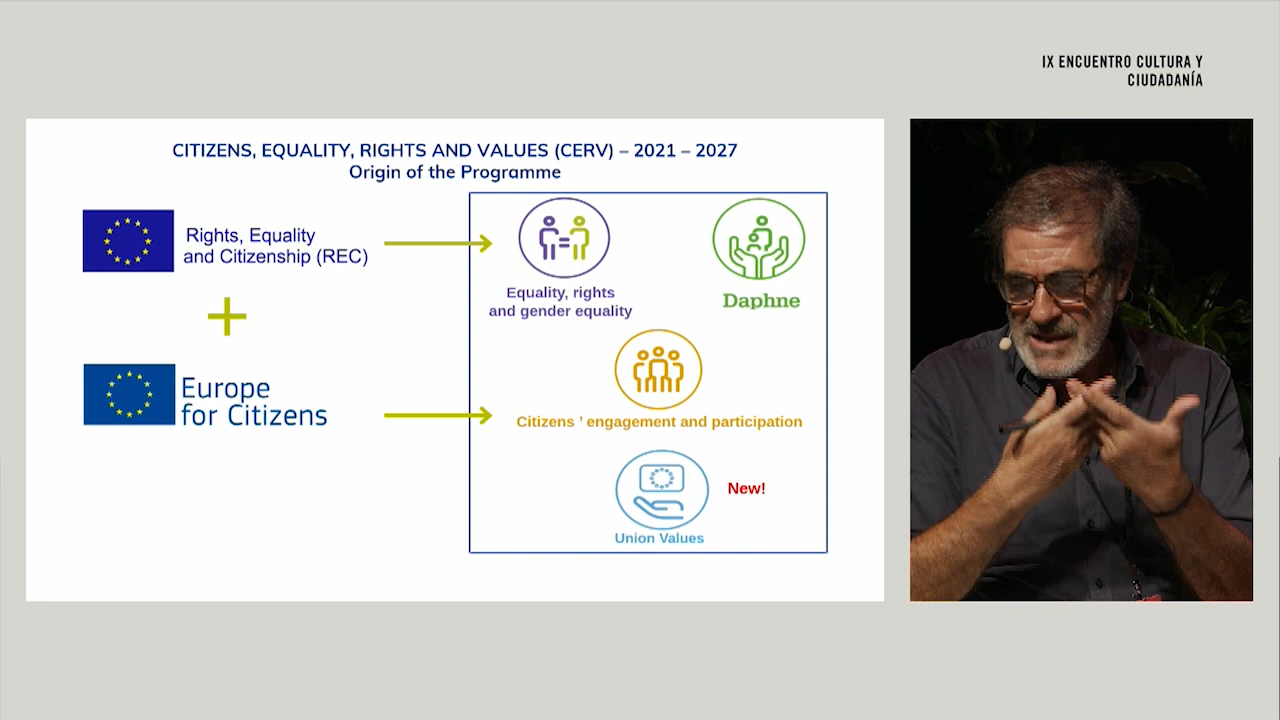 IX ENCUENTRO CULTURA Y
CIUDADANÍA
CITIZENS, EQUALITY, RIGHTS AND VALUES (CERV) – 2021 – 2027
Origin of the Programme
Rights, Equality
and Citizenship (REC)
+
Europe
for Citizens
Equality, rights
and gender equality
Daphne
Citizens ’ engagement and participation
New!
Union Values